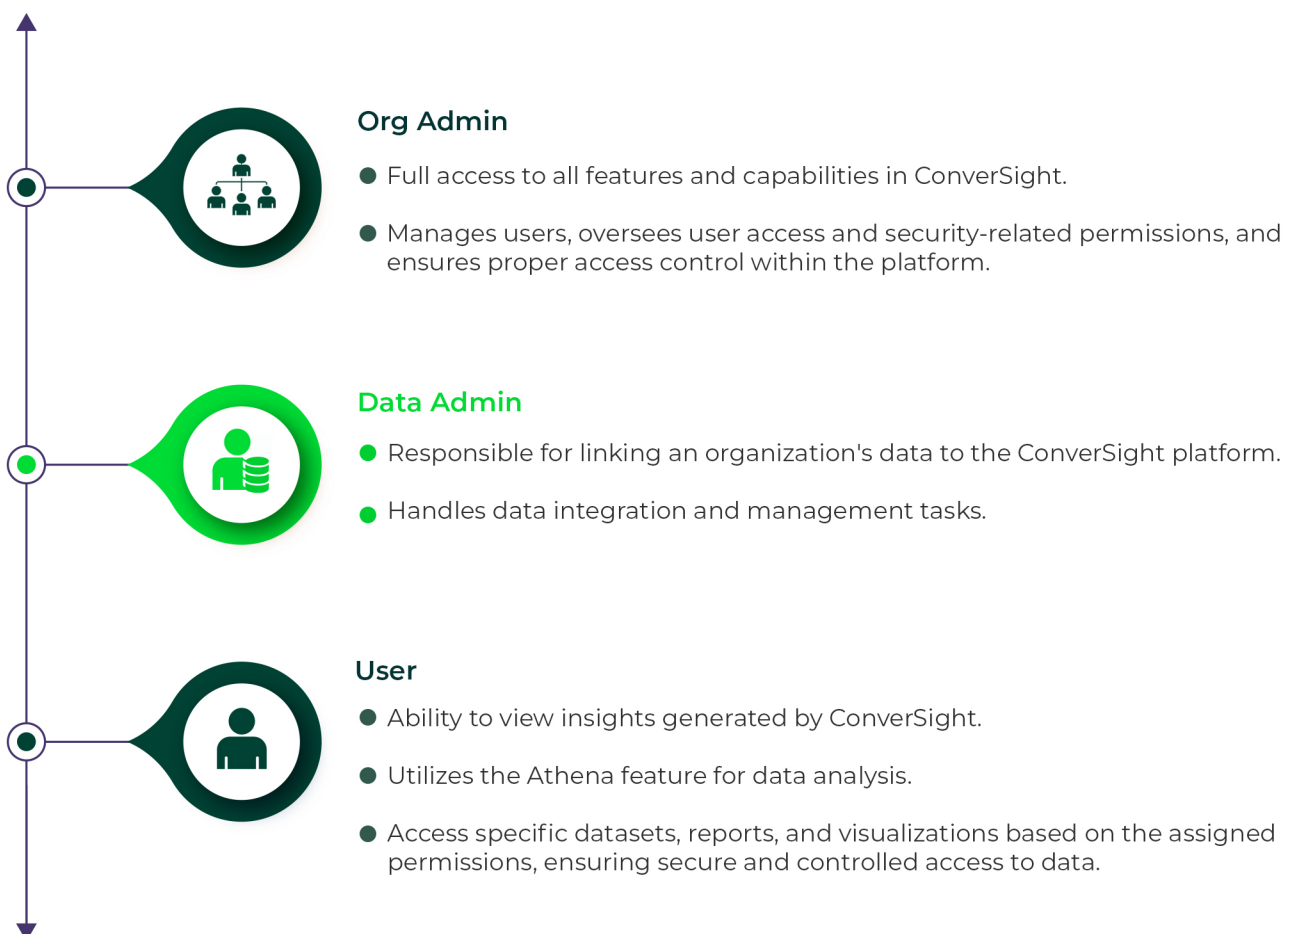 Org Admin
Full access to all features and capabilities in ConverSight.
Manages users, oversees user access and security-related permissions, and
ensures proper access control within the platform.
Data Admin
Responsible for linking an organization's data to the ConverSight platform.
Handles data integration and management tasks.
User
Ability to view insights generated by ConverSight.
Utilizes the Athena feature for data analysis.
Access specific datasets, reports, and visualizations based on the assigned
permissions, ensuring secure and controlled access to data.